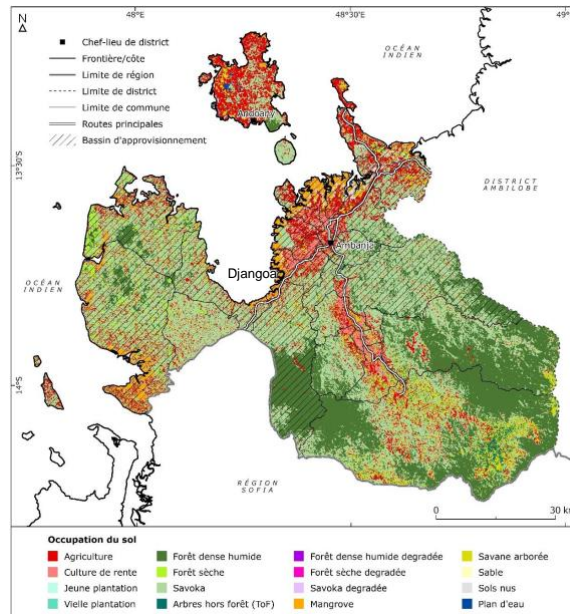 N
48°E
48°30'E
49°
Chef-lieu de district
Frontière/côte
Limite de région
Limite de district
Limite de commune
Routes principales
Bassin d'approvisionnement
OCÉAN
INDIEN
Andoany
13°30'S
DISTRICT
AMBILOBE
Ambanja
Djangoa
OCÉAN
INDIEN
14°S
RÉGION
SOFIA
0
30 km
Occupation du sol
Agriculture
Culture de rente
Jeune plantation
Vielle plantation
Forêt dense humide
Forêt sèche
Savoka
Arbres hors forêt (ToF)
Forêt dense humide degradée
Forêt sèche degradée
Savoka degradée
Mangrove
Savane arborée
Sable
Sols nus
Plan d'eau